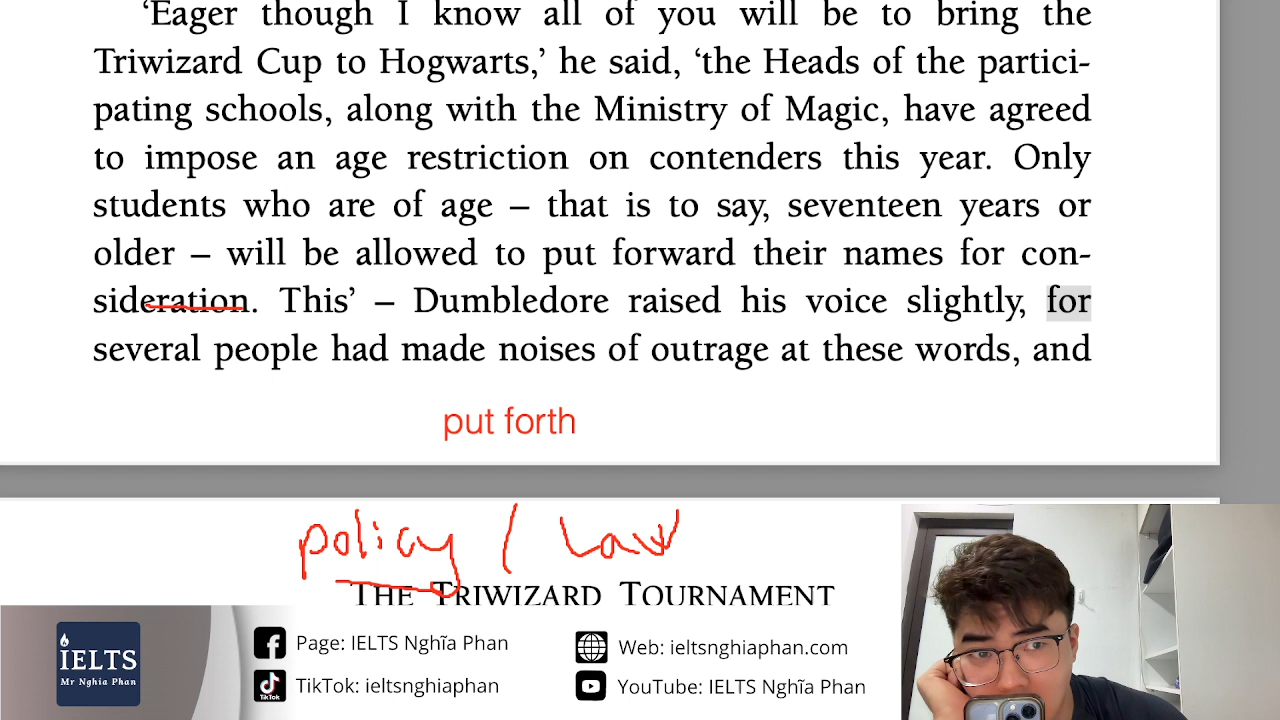 ‘Eager though I know all of you will be to bring the
Triwizard Cup to Hogwarts,’ he said, ‘the Heads of the partici-
pating schools, along with the Ministry of Magic, have agreed
to impose an age restriction on contenders this year. Only
students who are of age – that is to say, seventeen years or
older – will be allowed to put forward their names for con-
sideration. This’ – Dumbledore raised his voice slightly, for
several people had made noises of outrage at these words, and
put forth
policy / Law
THE TRIWIZARD TOURNAMENT
IELTS
Mr Nghia Phan
Page: IELTS Nghĩa Phan
TikTok
TikTok: ieltsnghiaphan
Web: ieltsnghiaphan.com
YouTube: IELTS Nghĩa Phan